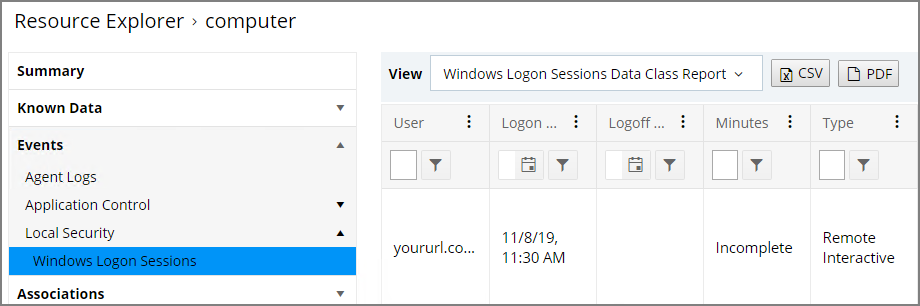 Resource Explorer › computer
Summary
Known Data
Events
Agent Logs
Application Control
Local Security
Windows Logon Sessions
Associations
View Windows Logon Sessions Data Class Report CSV PDF
User Logon ... Logoff ... Minutes Type
yoururl.co... 11/8/19, 11:30 AM Incomplete Remote Interactive